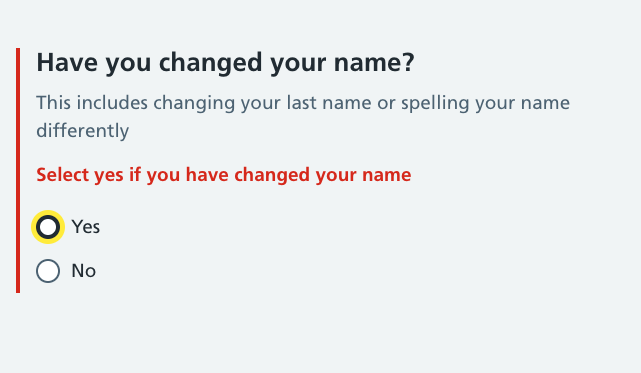 Have you changed your name?
This includes changing your last name or spelling your name
differently
Select yes if you have changed your name
Yes
No